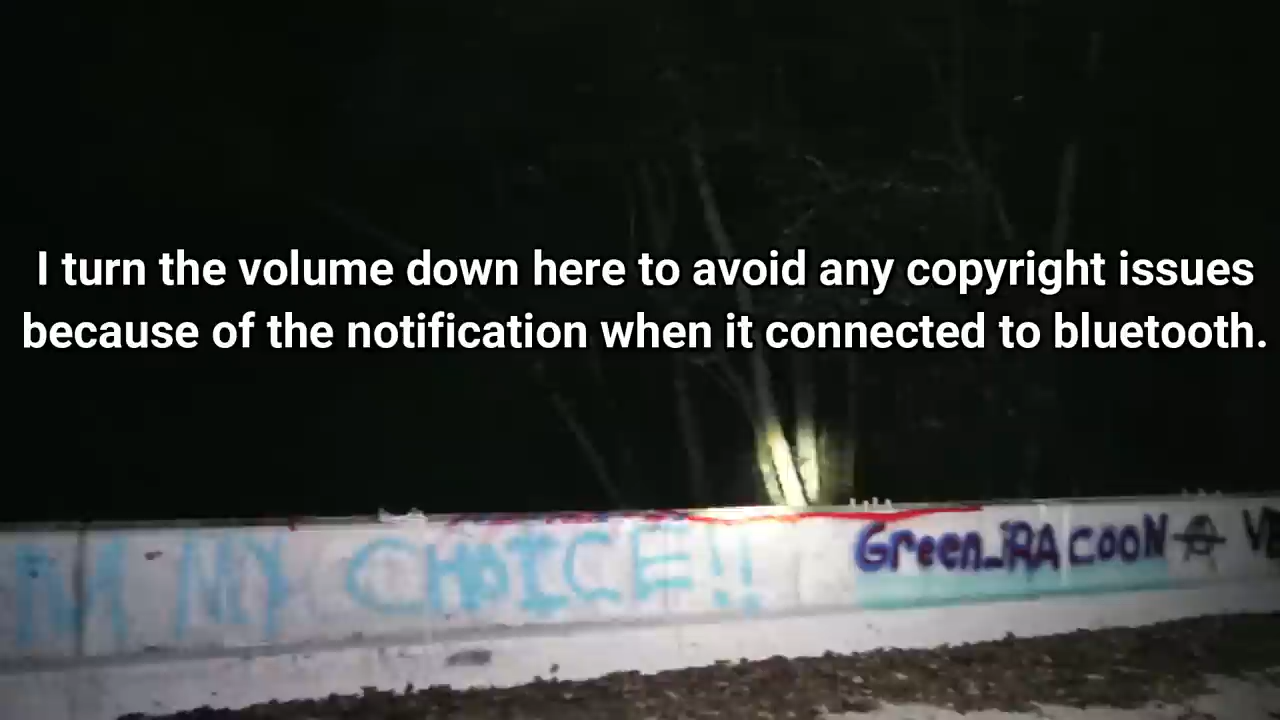 I turn the volume down here to avoid any copyright issues
because of the notification when it connected to bluetooth.
MY CHOICE!!
Green_RACOON